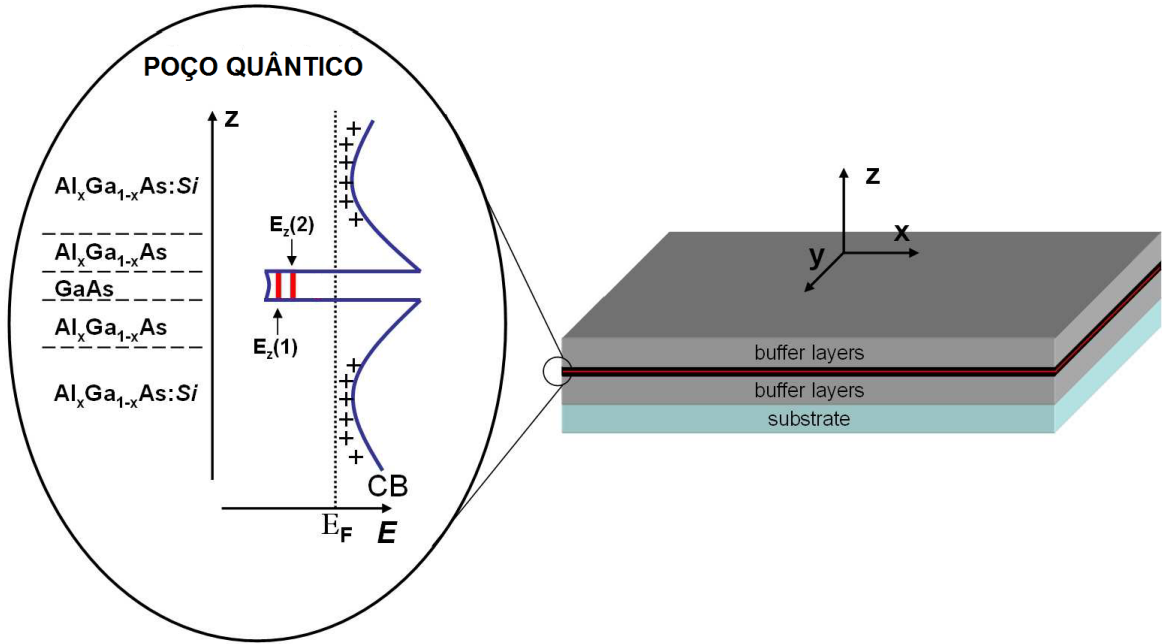 POÇO QUÂNTICO
z
AlxGa1-xAs:Si
Ez(2)
AlxGa1-xAs
GaAs
AlxGa1-xAs
Ez(1)
AlxGa1-xAs:Si
+ + + + + +
+ + + + + +
CB
EF
E
z
x
y
buffer layers
buffer layers
substrate